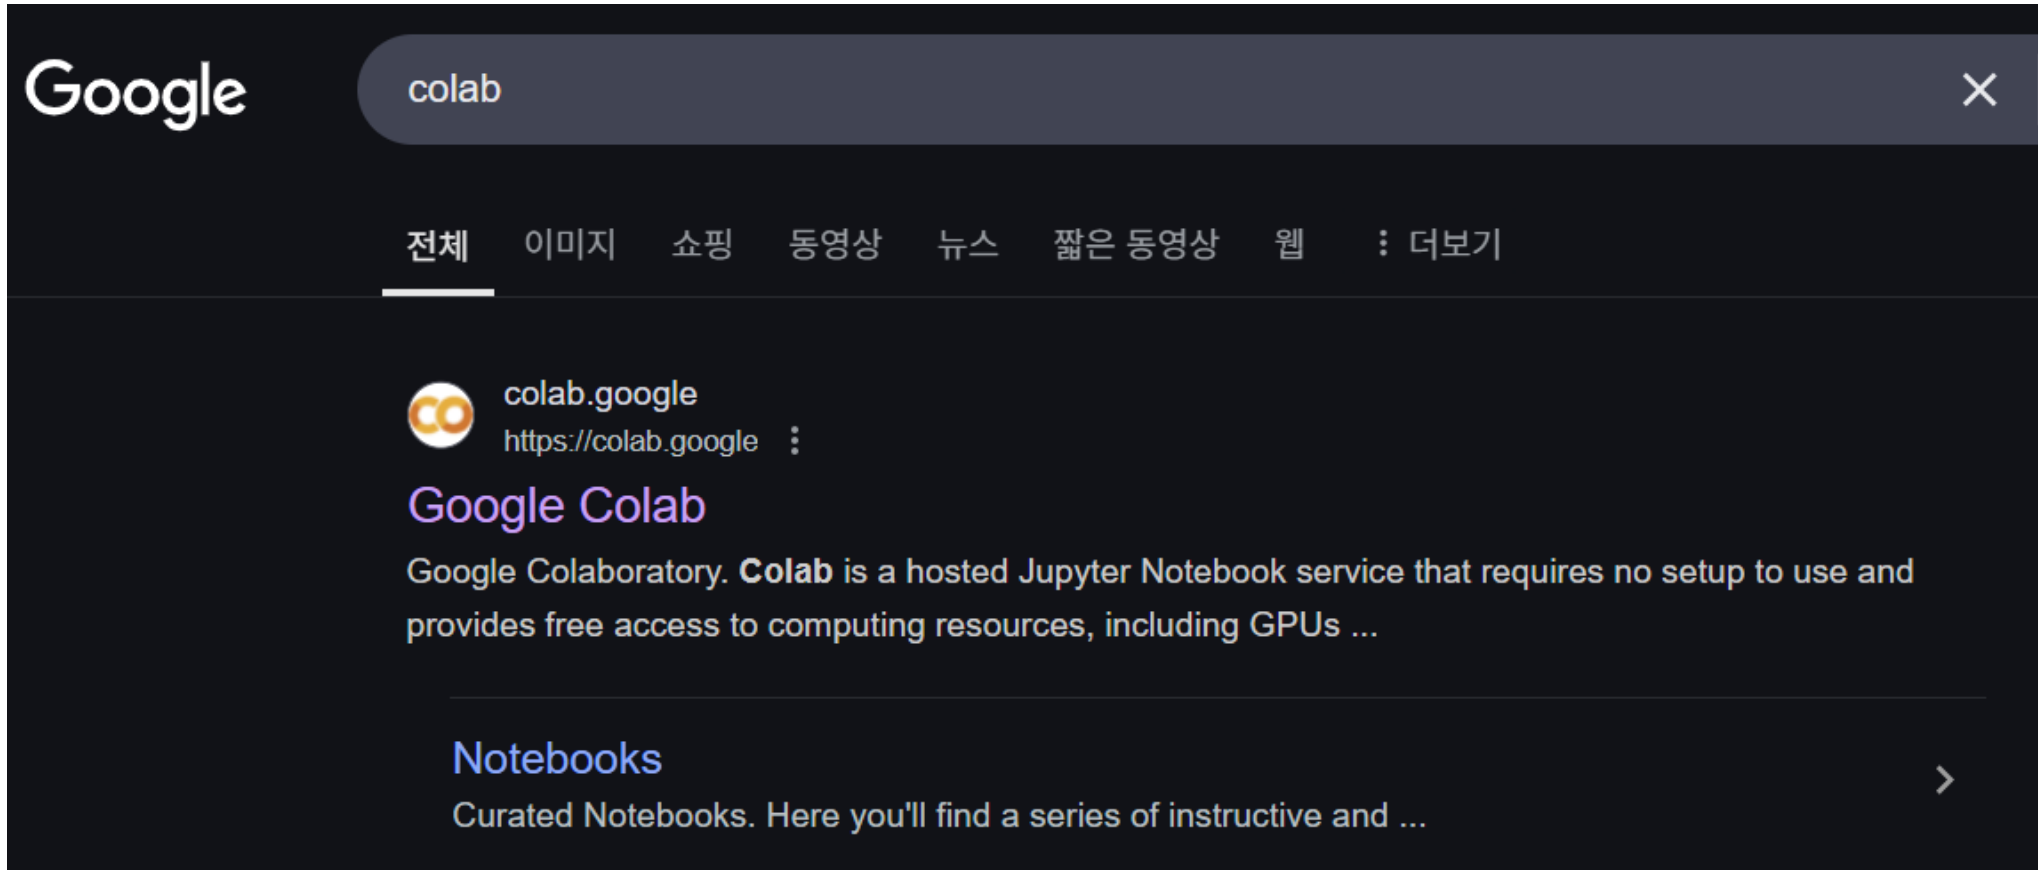 Google
colab
전체 이미지 쇼핑 동영상 뉴스 짧은 동영상 웹 더보기
colab.google
https://colab.google
Google Colab
Google Colaboratory. Colab is a hosted Jupyter Notebook service that requires no setup to use and
provides free access to computing resources, including GPUs ...
Notebooks
Curated Notebooks. Here you'll find a series of instructive and ...